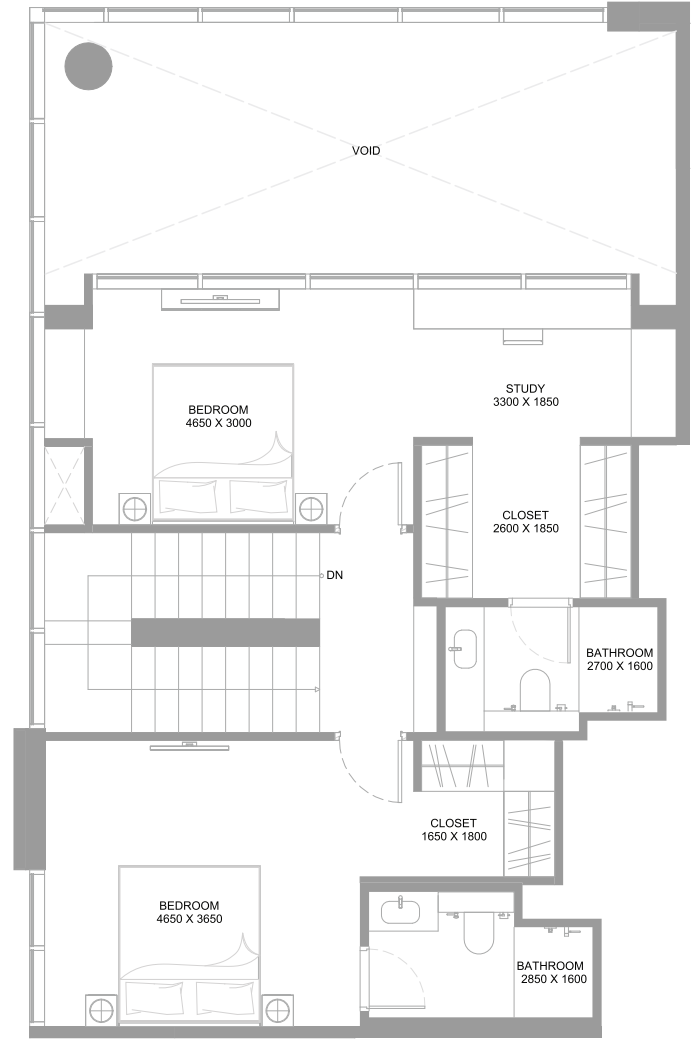 VOID
BEDROOM
4650 X 3000
STUDY
3300 X 1850
CLOSET
2600 X 1850
DN
BATHROOM
2700 X 1600
CLOSET
1650 X 1800
BEDROOM
4650 X 3650
BATHROOM
2850 X 1600